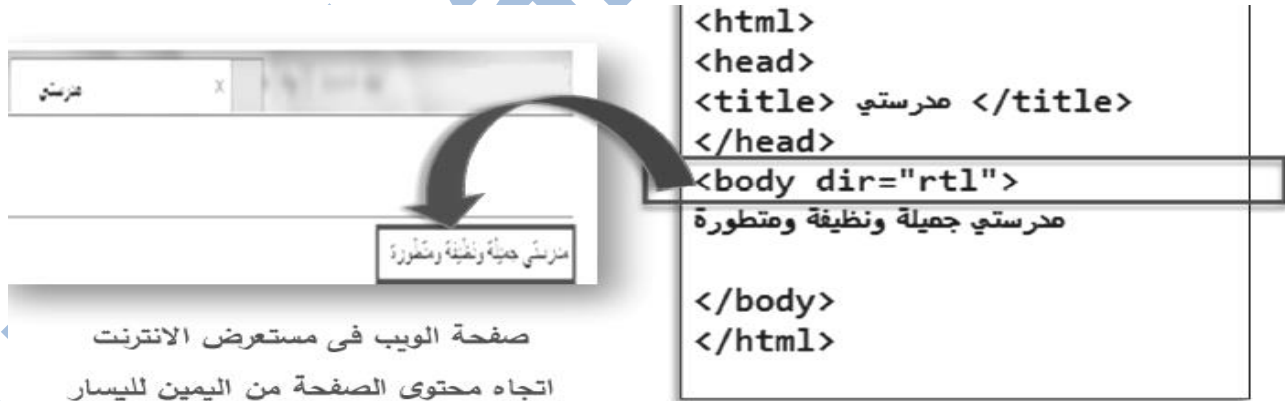 <html>
<head>
<title> مدرستي </title>
</head>
<body dir="rtl">
مدرستي جميلة ونظيفة ومتطورة
</body>
</html>
مدرستي x
مدرستي جميلة ونظيفة ومتطورة
صفحة الويب فى مستعرض الانترنت
اتجاه محتوى الصفحة من اليمين لليسار